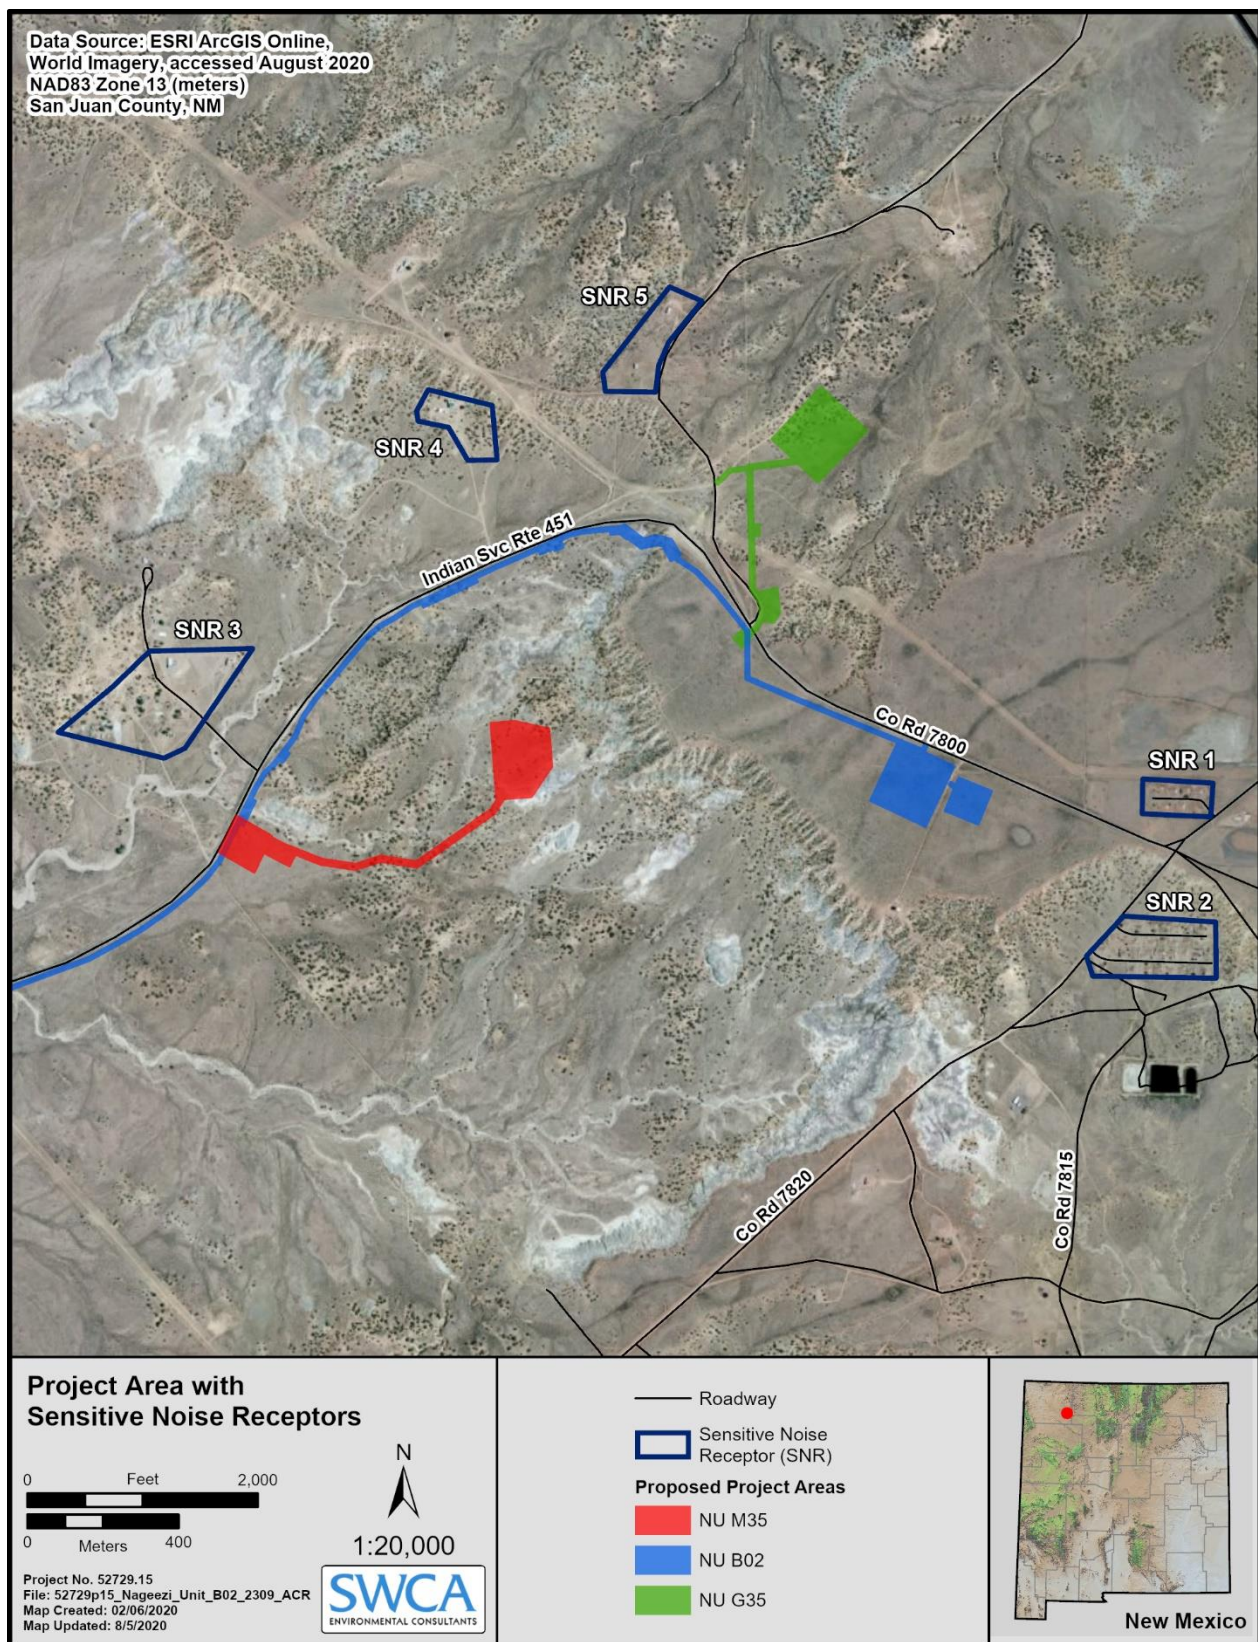 Data Source: ESRI ArcGIS Online,
World Imagery, accessed August 2020
NAD83 Zone 13 (meters)
San Juan County, NM
SNR 5
SNR 4
Indian Svc Rte 451
SNR 3
Co Rd 7800
SNR 1
SNR 2
Co Rd 7820
Co Rd 7815
Project Area with
Sensitive Noise Receptors
0 Feet 2,000
0 Meters 400
N
1:20,000
Project No. 52729.15
File: 52729p15_Nageezi_Unit_B02_2309_ACR
Map Created: 02/06/2020
Map Updated: 8/5/2020
SWCA
ENVIRONMENTAL CONSULTANTS
Roadway
Sensitive Noise
Receptor (SNR)
Proposed Project Areas
NU M35
NU B02
NU G35
New Mexico